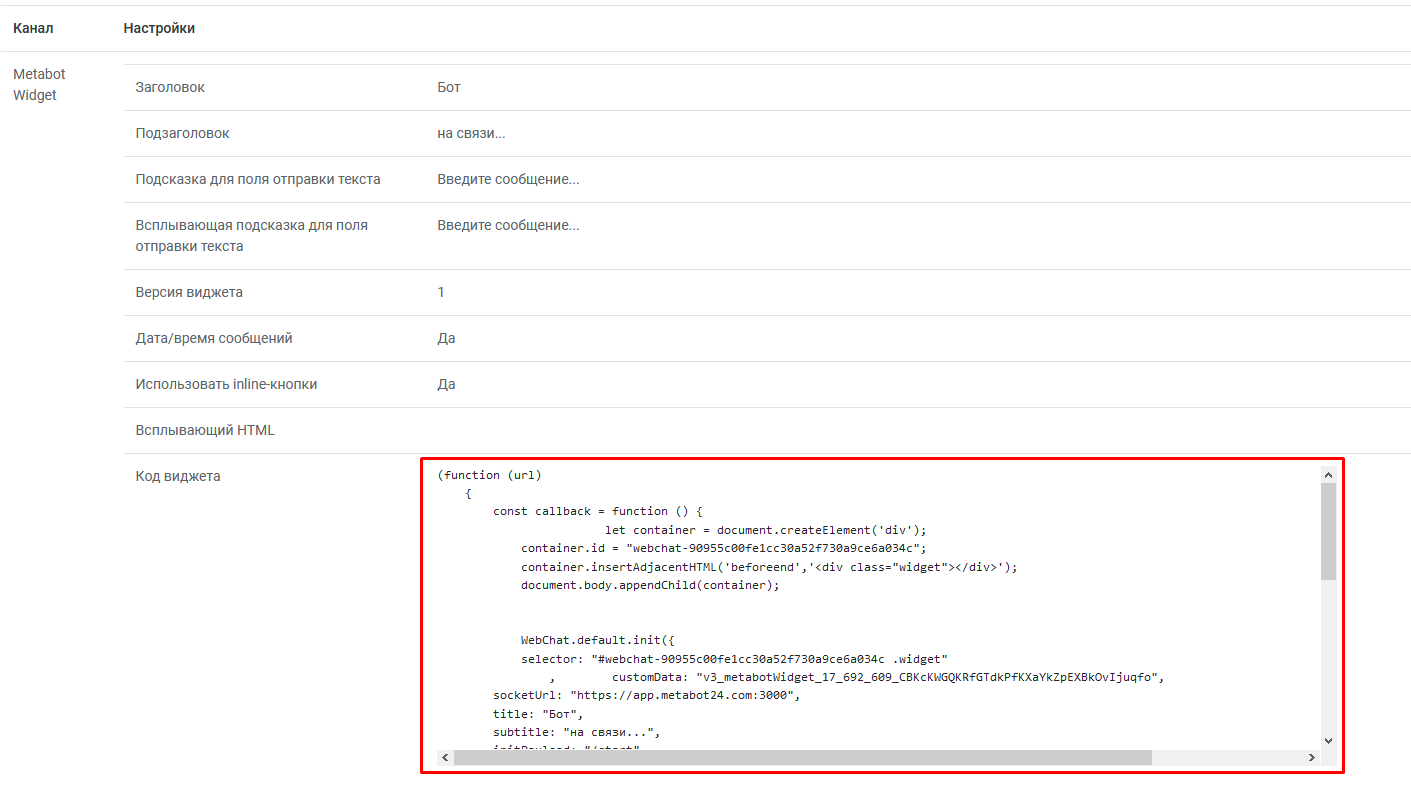 Канал Настройки
Metabot
Widget
Заголовок Бот
Подзаголовок на связи...
Подсказка для поля отправки текста Введите сообщение...
Всплывающая подсказка для поля Введите сообщение...
отправки текста
Версия виджета 1
Дата/время сообщений Да
Использовать inline-кнопки Да
Всплывающий HTML
Код виджета
(function (url)
{
const callback = function () {
let container = document.createElement('div');
container.id = "webchat-90955c00fe1cc30a52f730a9ce6a034c";
container.insertAdjacentHTML('beforeend','<div class="widget"></div>');
document.body.appendChild(container);
WebChat.default.init({
selector: "#webchat-90955c00fe1cc30a52f730a9ce6a034c .widget"
, customData: "v3_metabotWidget_17_692_609_CBKcKWGQKRfGTdkPfKXaYkZpEXBkOvIjuqfo",
socketUrl: "https://app.metabot24.com:3000",
title: "Бот",
subtitle: "на связи...",
initPayload: "/start"